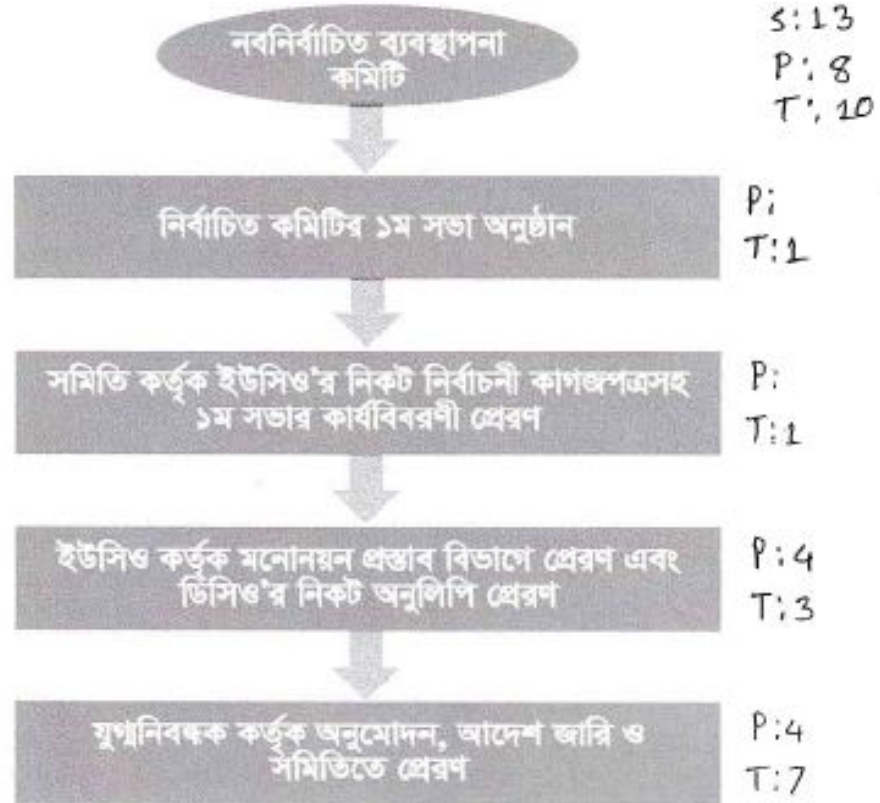 নবনির্বাচিত ব্যবস্থাপনা
কমিটি
S:13
P: 8
T: 10
নির্বাচিত কমিটির ১ম সভা অনুষ্ঠান
P:
T:1
সমিতি কর্তৃক ইউসিও'র নিকট নির্বাচনী কাগজপত্রসহ
১ম সভার কার্যবিবরণী প্রেরণ
P:
T:1
ইউসিও কর্তৃক মনোনয়ন প্রস্তাব বিভাগে প্রেরণ এবং
ডিসিও'র নিকট অনুলিপি প্রেরণ
P:4
T:3
যুগ্মনিবন্ধক কর্তৃক অনুমোদন, আদেশ জারি ও
সমিতিতে প্রেরণ
P:4
T:7